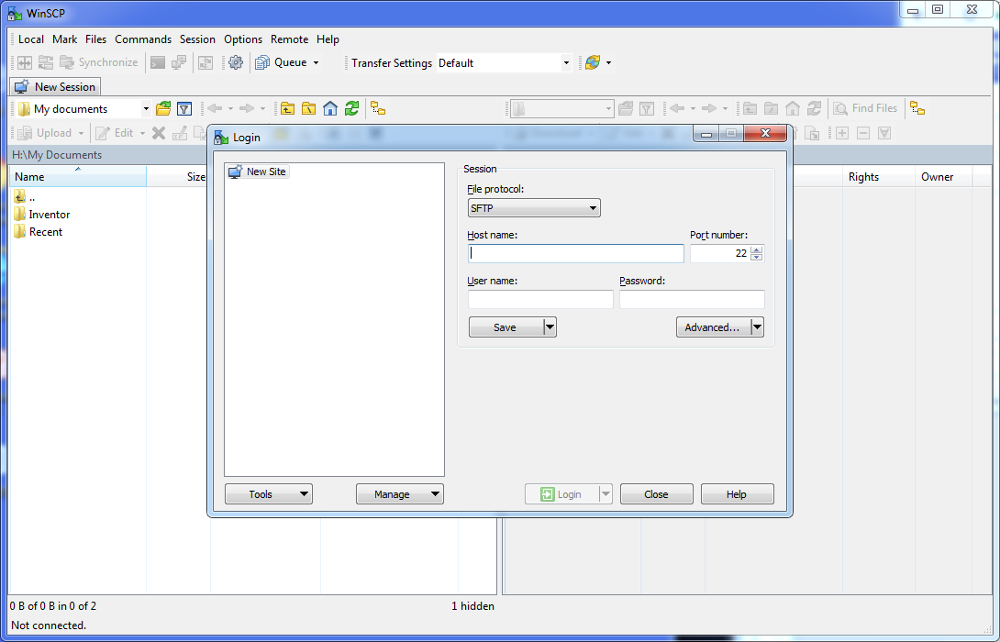 WinSCP
Local Mark Files Commands Session Options Remote Help
Synchronize Queue Transfer Settings Default
New Session
My documents Find Files
Upload Edit
Login
H:\My Documents
Name Size Rights Owner
..
Inventor
Recent
New Site
Session
File protocol:
SFTP
Host name: Port number:
22
User name: Password:
Save Advanced...
Tools Manage Login Close Help
0 B of 0 B in 0 of 2 1 hidden
Not connected.